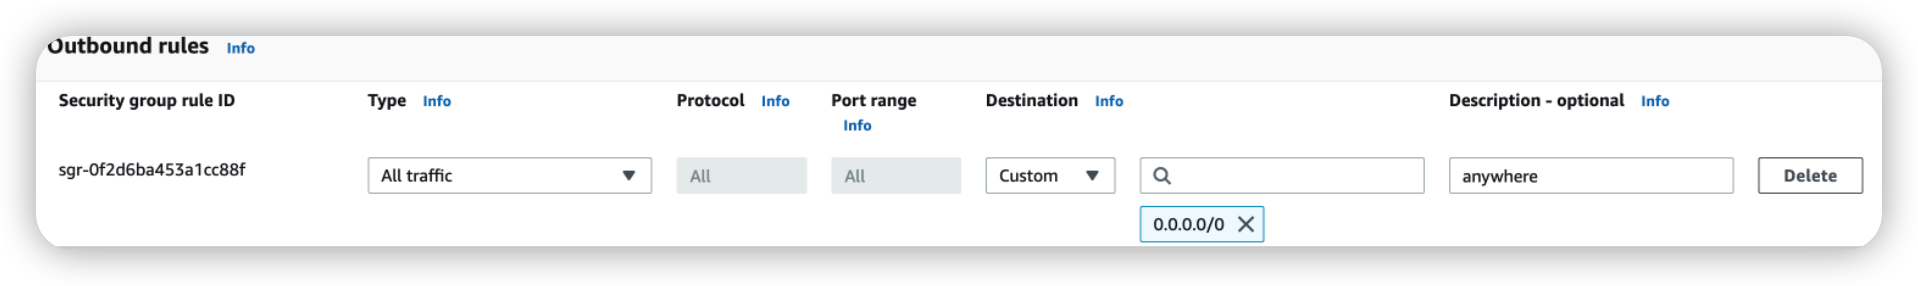 Outbound rules Info
Security group rule ID Type Info Protocol Info Port range Info Destination Info Description - optional Info
sgr-0f2d6ba453a1cc88f All traffic All All Custom anywhere Delete
0.0.0.0/0